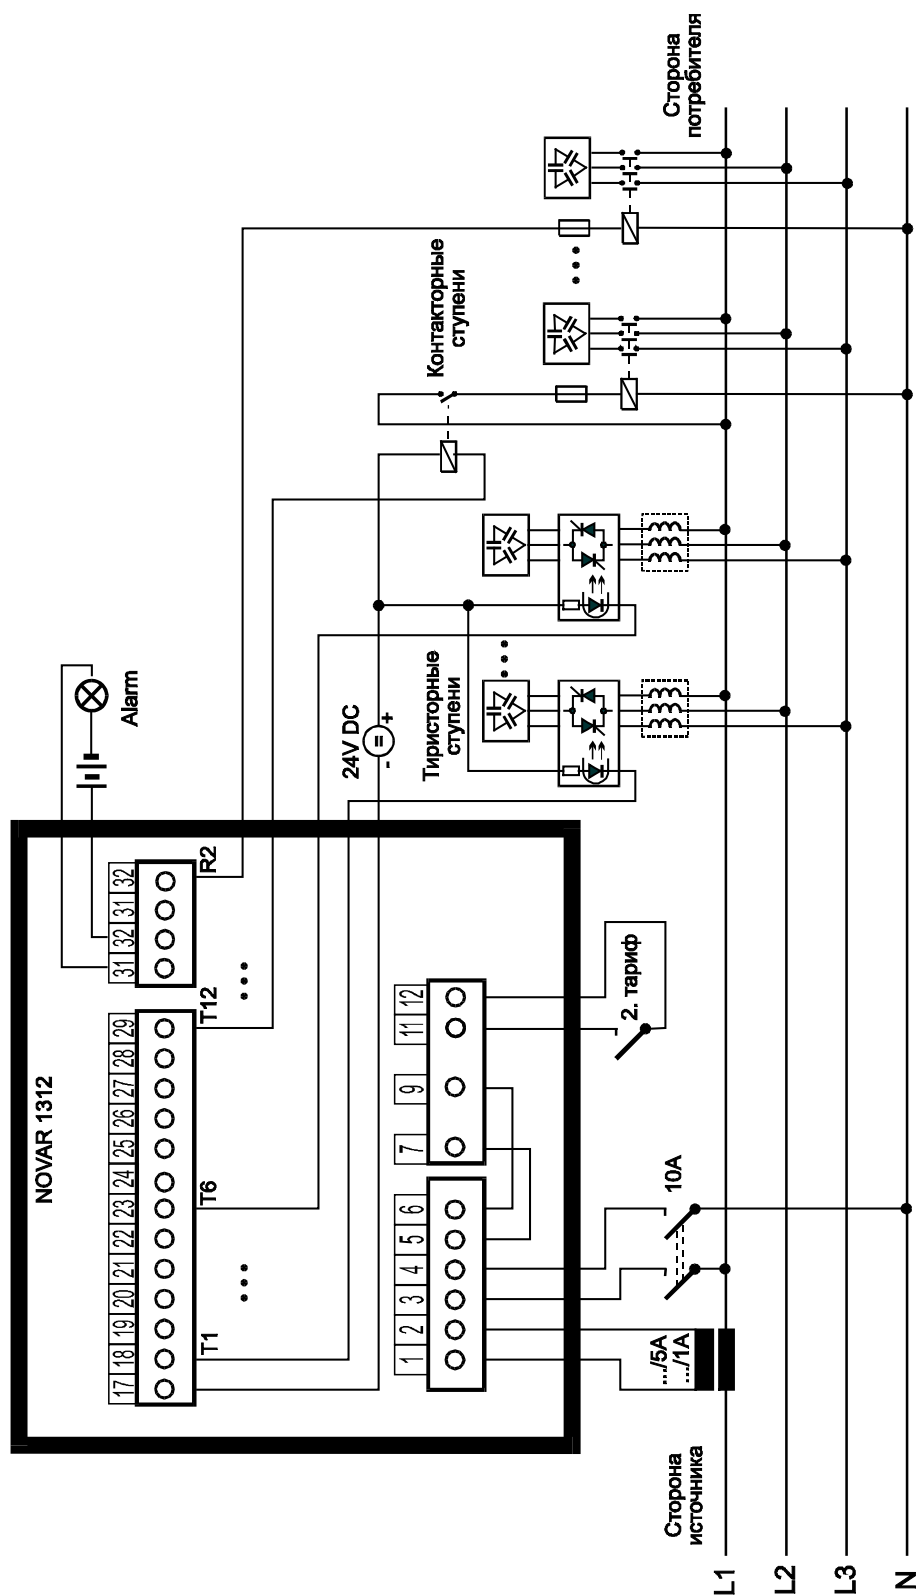 NOVAR 1312
17 18 19 20 21 22 23 24 25 26 27 28 29
31 32 31 32
T1
T6
T12
R2
1 2 3 4 5 6
7 9 11 12
Alarm
24V DC
- = +
Тиристорные
ступени
Контакторные
ступени
2. тариф
10A
.../5A
.../1A
Сторона
источника
Сторона
потребителя
L1
L2
L3
N